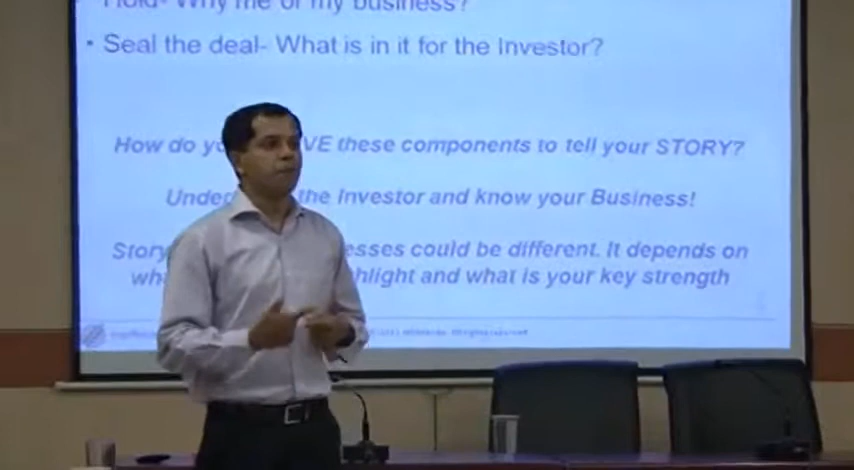 Hold- Why me or my business?
• Seal the deal- What is in it for the Investor?
How do yo VE these components to tell your STORY?
Unders the Investor and know your Business!
Story esses could be different. It depends on
wha hlight and what is your key strength